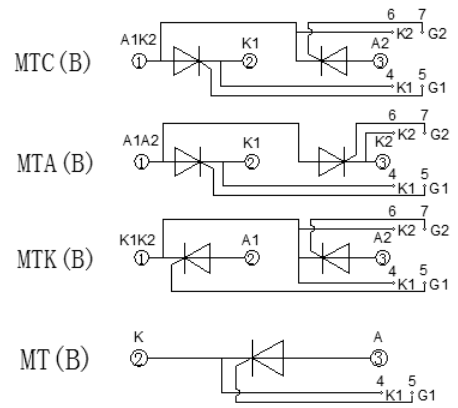 6 7
K2 G2
A1K2 K1 A2
MTC(B) ① ② ③
4 5
K1 G1
6 7
K2 G2
A1A2 K1 K2
MTA(B) ① ② ③
4 5
K1 G1
6 7
K2 G2
K1K2 A1 A2
MTK(B) ① ② ③
4 5
K1 G1
K A
MT(B) ② ③
4 5
K1 G1